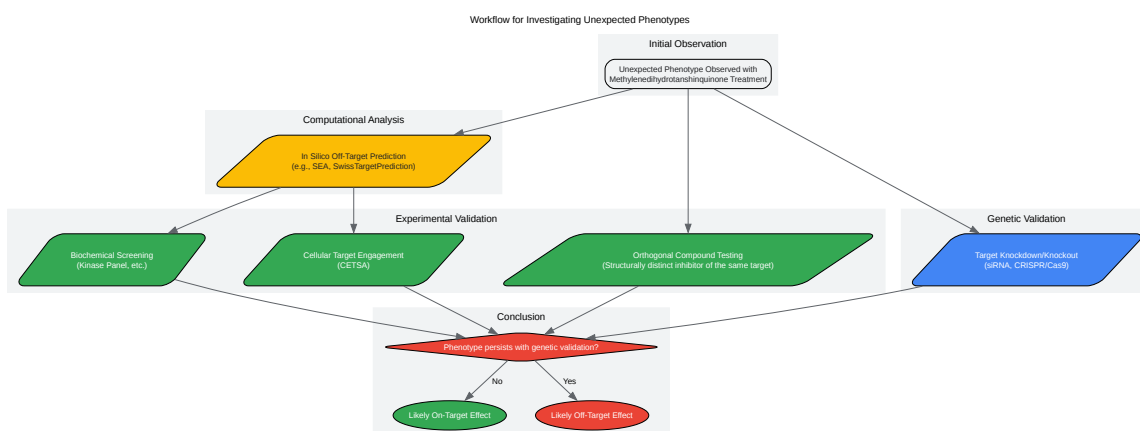 Workflow for Investigating Unexpected Phenotypes
Initial Observation
Unexpected Phenotype Observed with
Methylenedihydrotanshinquinone Treatment
Computational Analysis
In Silico Off-Target Prediction
(e.g., SEA, SwissTargetPrediction)
Experimental Validation
Genetic Validation
Biochemical Screening
(Kinase Panel, etc.)
Cellular Target Engagement
(CETSA)
Orthogonal Compound Testing
(Structurally distinct inhibitor of the same target)
Target Knockdown/Knockout
(siRNA, CRISPR/Cas9)
Conclusion
Phenotype persists with genetic validation?
No
Yes
Likely On-Target Effect
Likely Off-Target Effect